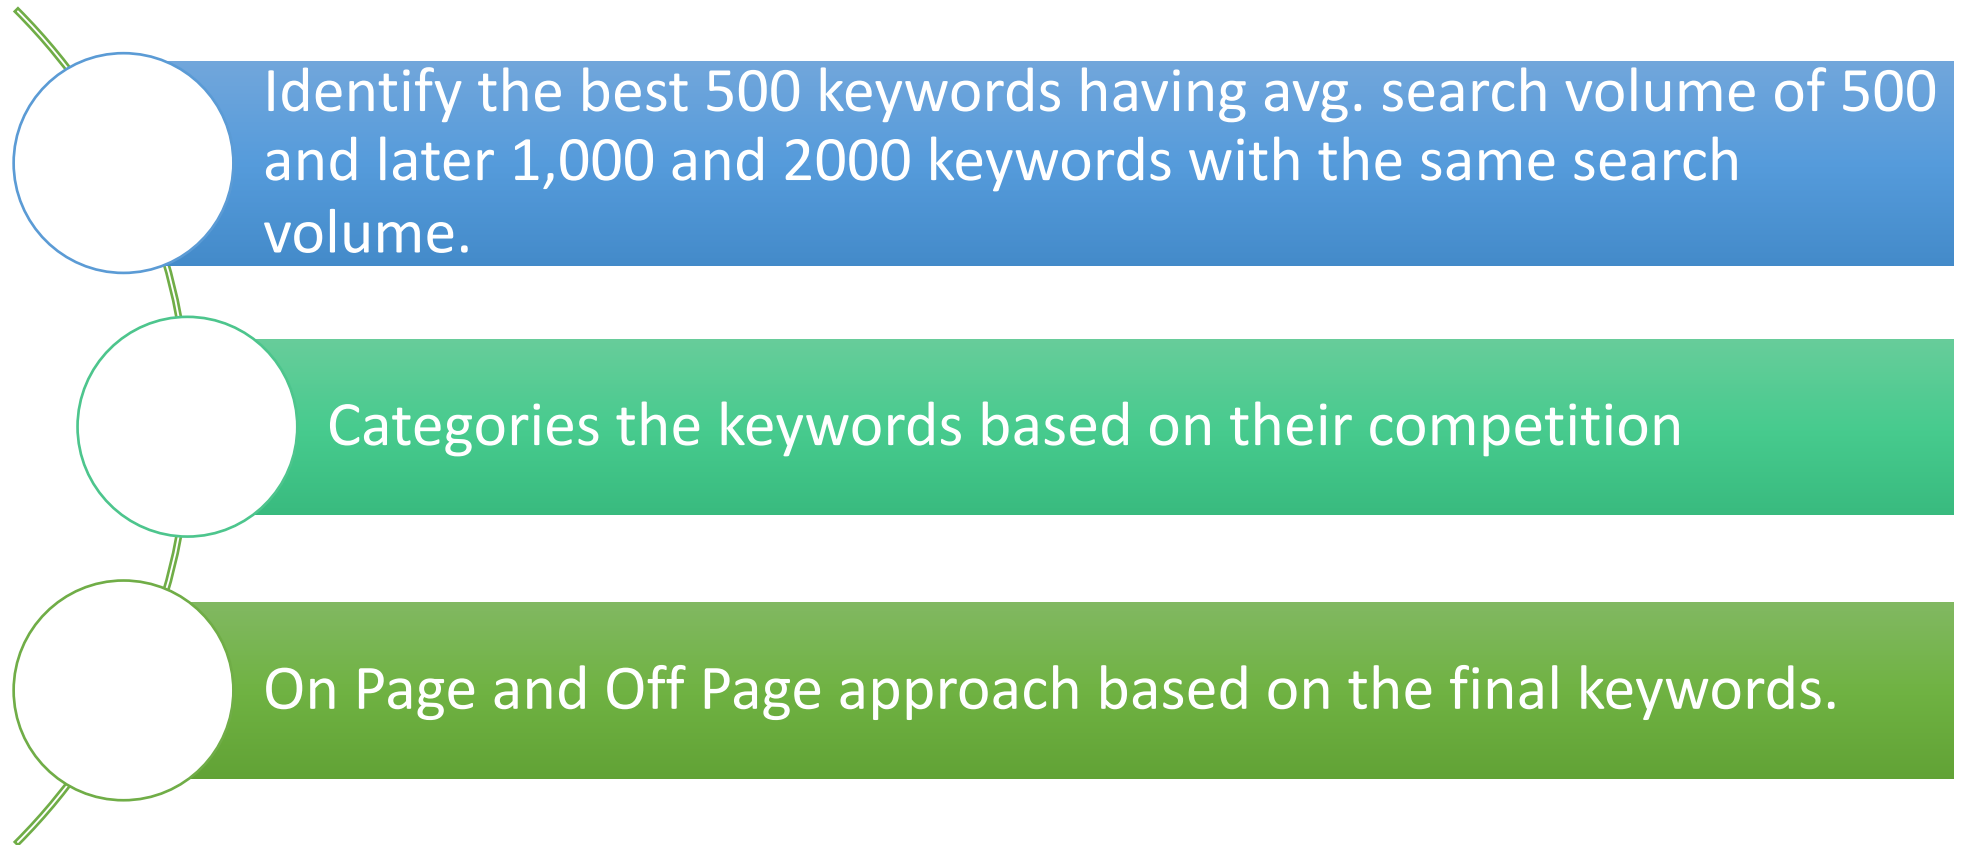 Identify the best 500 keywords having avg. search volume of 500
and later 1,000 and 2000 keywords with the same search
volume.
Categories the keywords based on their competition
On Page and Off Page approach based on the final keywords.